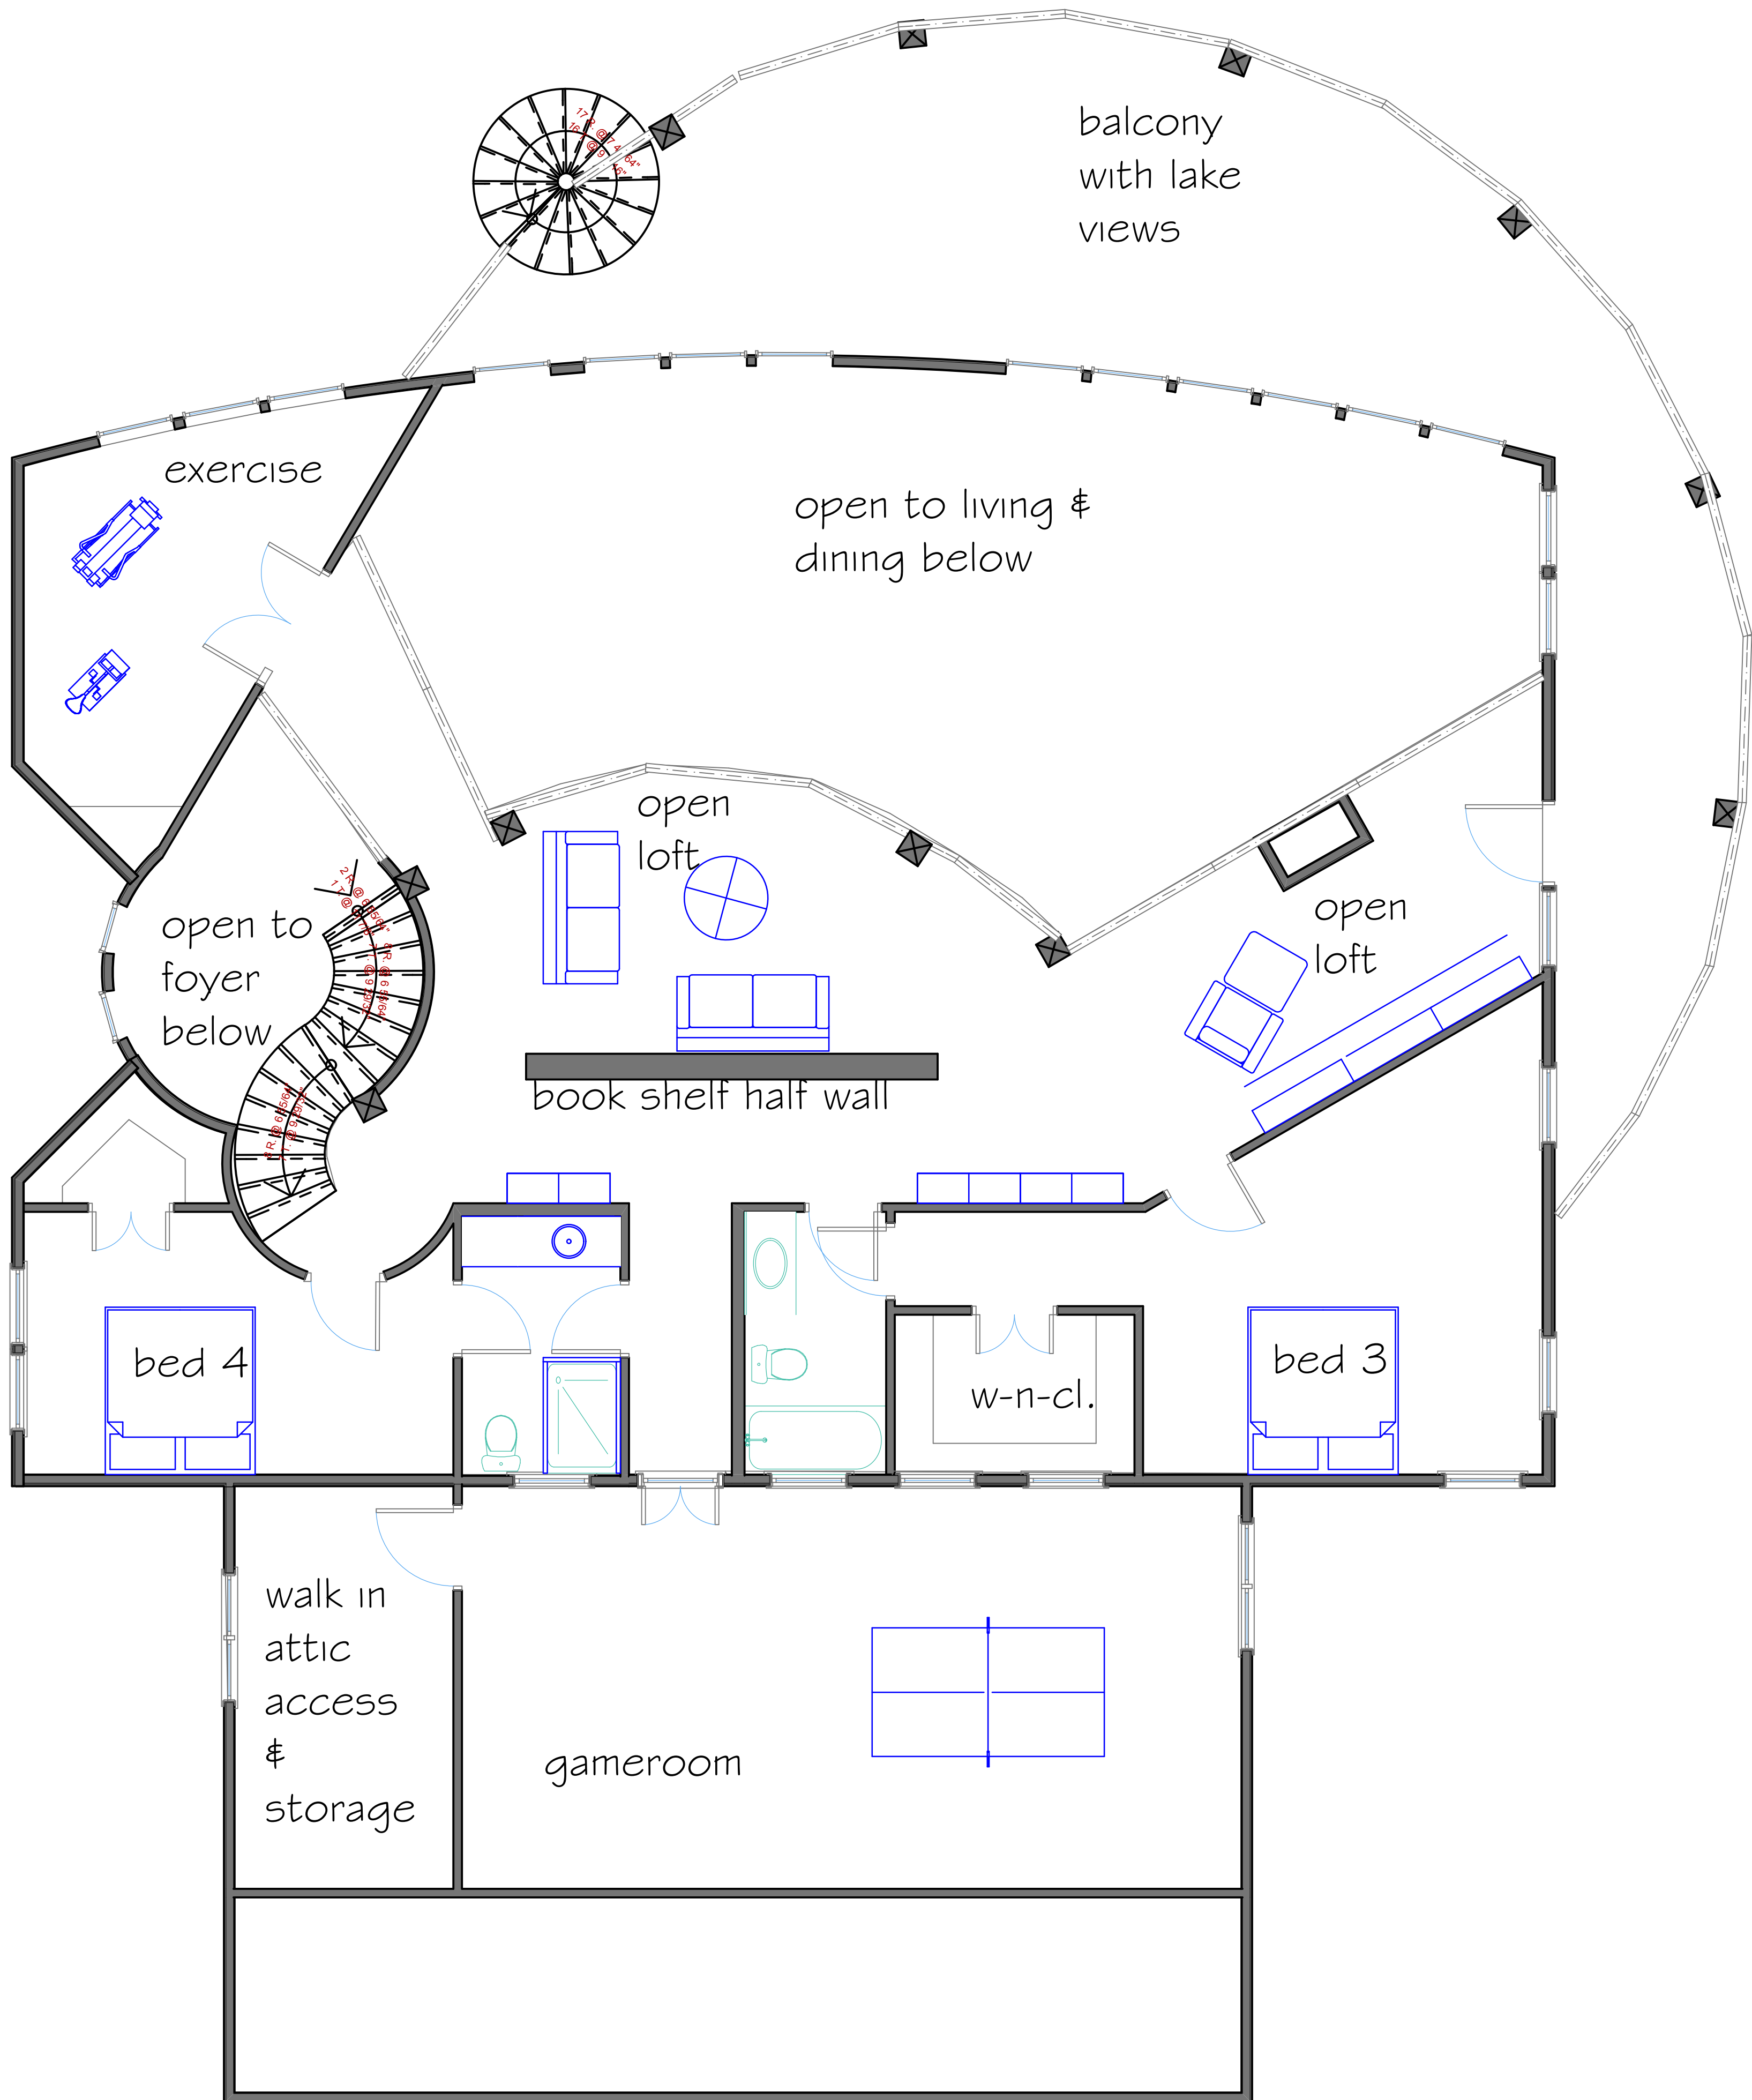 balcony
with lake
views
exercise
open to living &
dining below
open
loft
open
loft
open to
foyer
below
book shelf half wall
bed 4
bed 3
w-n-cl.
walk in
attic
access
&
storage
gameroom